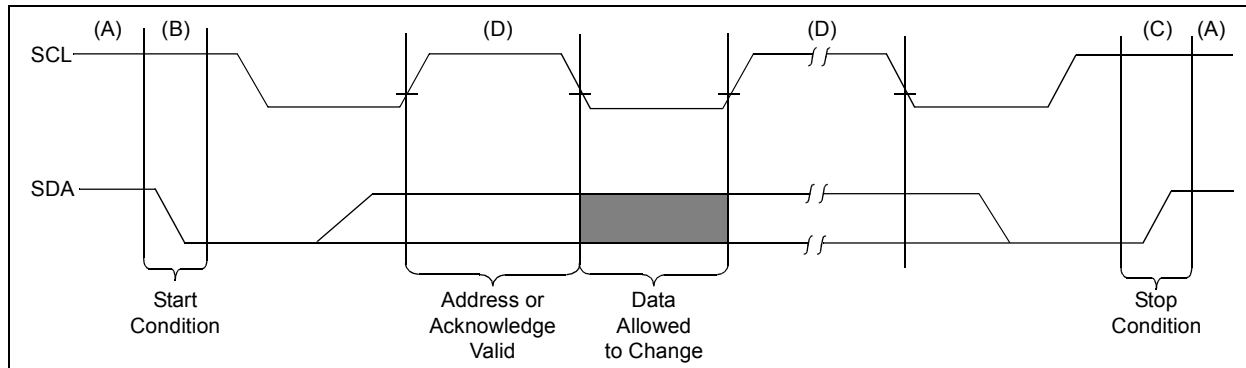 (A) (B) (D) (D) (C) (A)
SCL
SDA
Start
Condition
Address or
Acknowledge
Valid
Data
Allowed
to Change
Stop
Condition